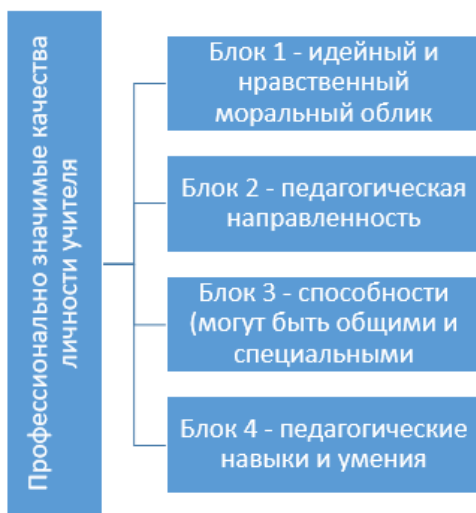 Профессионально значимые качества
личности учителя
Блок 1 - идейный и
нравственный
моральный облик
Блок 2 - педагогическая
направленность
Блок 3 - способности
(могут быть общими и
специальными
Блок 4 - педагогические
навыки и умения